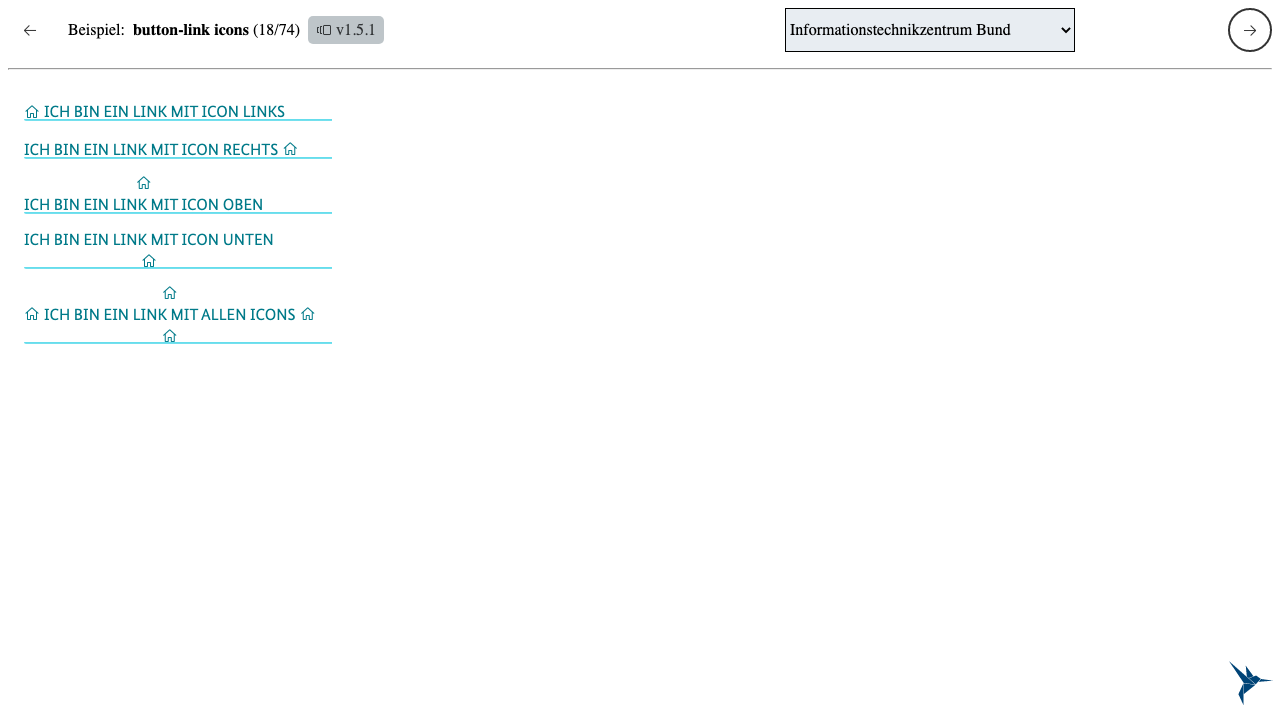 Beispiel: button-link icons (18/74) v1.5.1 Informationstechnikzentrum Bund
ICH BIN EIN LINK MIT ICON LINKS
ICH BIN EIN LINK MIT ICON RECHTS
ICH BIN EIN LINK MIT ICON OBEN
ICH BIN EIN LINK MIT ICON UNTEN
ICH BIN EIN LINK MIT ALLEN ICONS